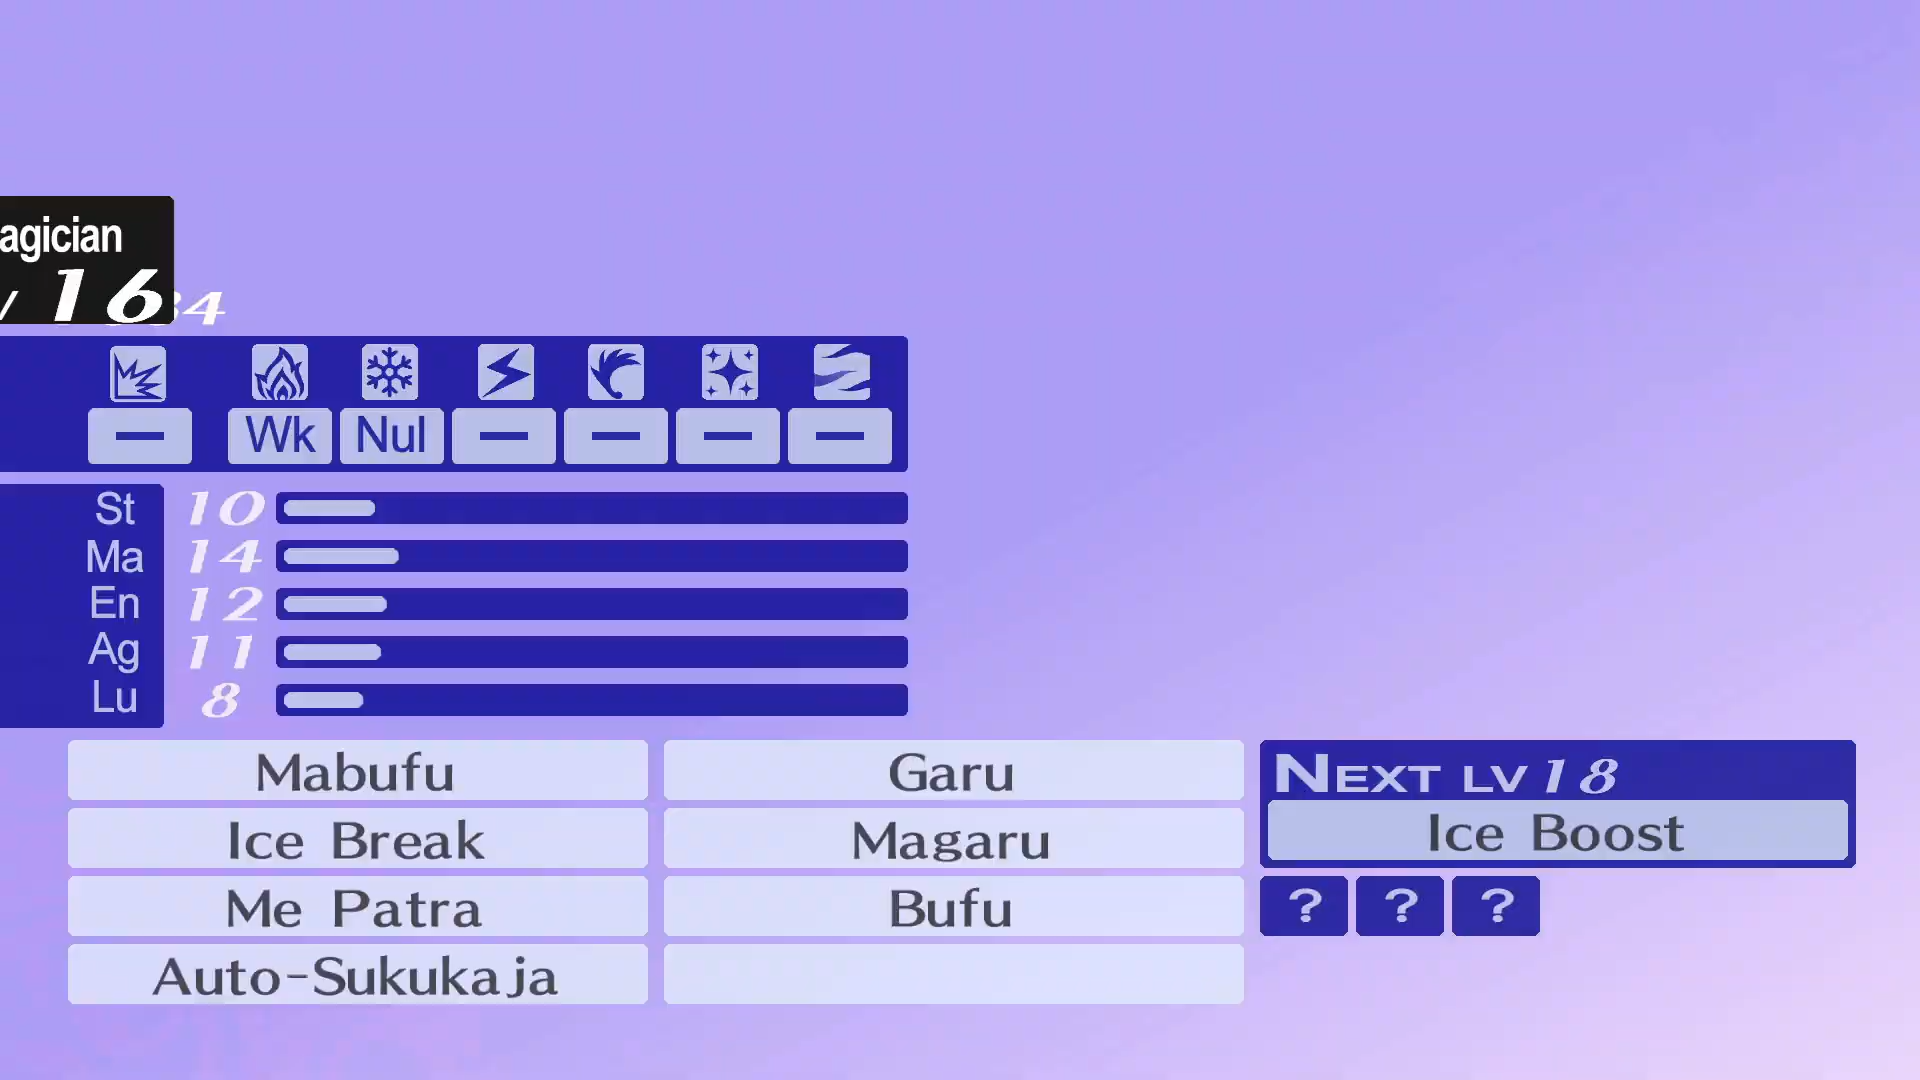 agician
16
34
Wk Nul
St 10
Ma 14
En 12
Ag 11
Lu 8
Mabufu Garu NEXT LV 18
Ice Break Magaru Ice Boost
Me Patra Bufu ? ? ?
Auto-Sukukaja